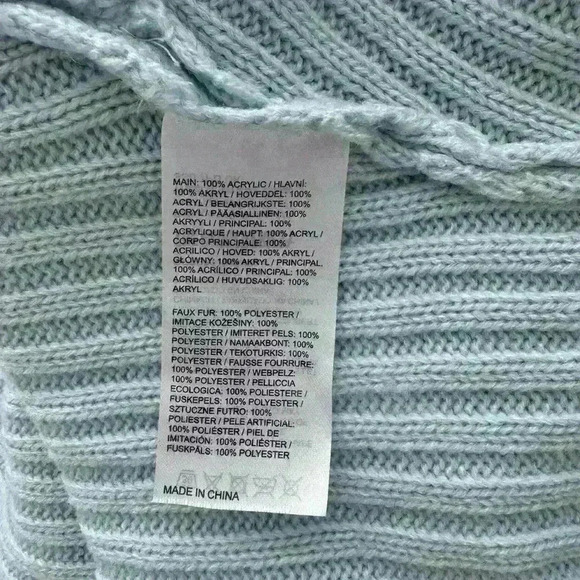 MAIN: 100% ACRYLIC / HLAVNÍ:
100% AKRYL / HOVEDDEL: 100%
ACRYL / BELANGRIJKSTE: 100%
ACRYL / PÄÄASIALLINEN: 100%
AKRYYLI / PRINCIPAL: 100%
ACRYLIQUE / HAUPT: 100% ACRYL /
CORPO PRINCIPALE: 100%
ACRILICO / HOVED: 100% AKRYL /
GŁÓWNY: 100% AKRYL / PRINCIPAL:
100% ACRÍLICO / PRINCIPAL: 100%
ACRÍLICO / HUVUDSAKLIG: 100%
AKRYL
FAUX FUR: 100% POLYESTER /
IMITACE KOŽEŠINY: 100%
POLYESTER / IMITERET PELS: 100%
POLYESTER / NAMAAKBONT: 100%
POLYESTER / TEKOTURKIS: 100%
POLYESTER / FAUSSE FOURRURE:
100% POLYESTER / WEBPELZ:
100% POLYESTER / PELLICCIA
ECOLOGICA: 100% POLIESTERE /
FUSKEPELS: 100% POLYESTER /
SZTUCZNE FUTRO: 100%
POLIESTER / PELE ARTIFICIAL:
100% POLIÉSTER / PIEL DE
IMITACIÓN: 100% POLIÉSTER /
FUSKPÄLS: 100% POLYESTER
MADE IN CHINA